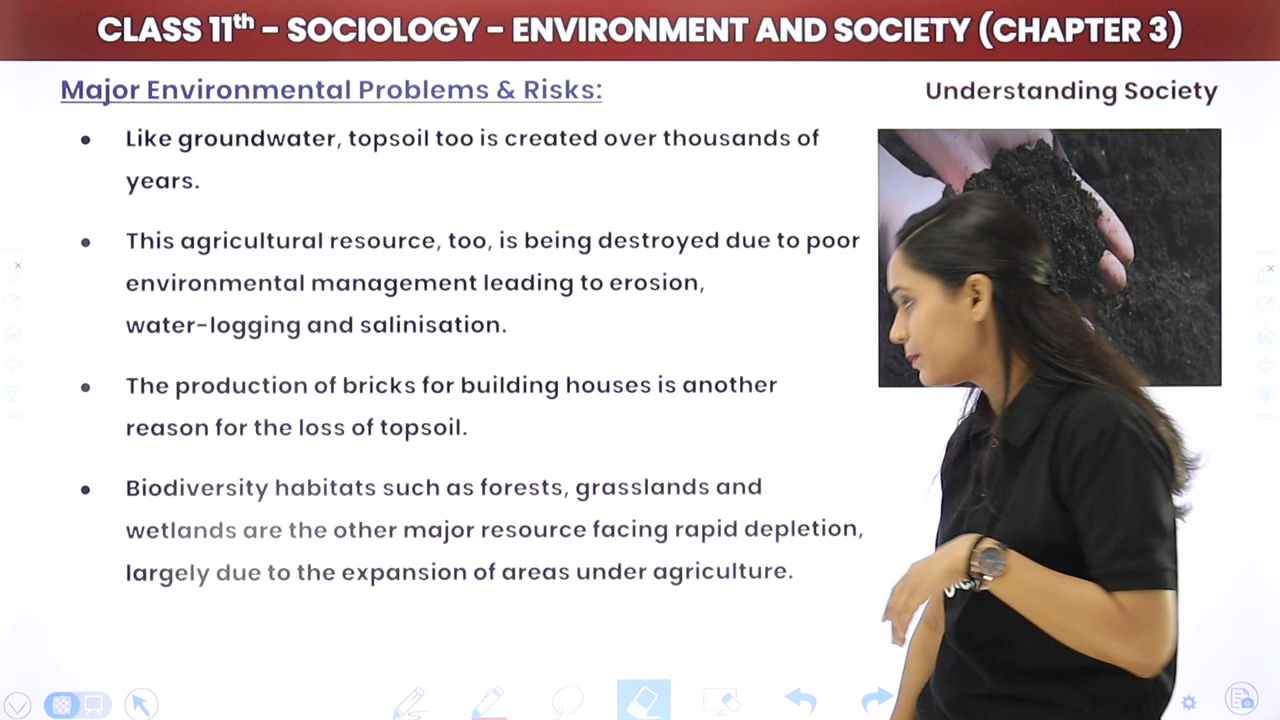 CLASS 11th - SOCIOLOGY - ENVIRONMENT AND SOCIETY (CHAPTER 3)
Major Environmental Problems & Risks:
Understanding Society
• Like groundwater, topsoil too is created over thousands of
years.
• This agricultural resource, too, is being destroyed due to poor
environmental management leading to erosion,
water-logging and salinisation.
• The production of bricks for building houses is another
reason for the loss of topsoil.
• Biodiversity habitats such as forests, grasslands and
wetlands are the other major resource facing rapid depletion,
largely due to the expansion of areas under agriculture.